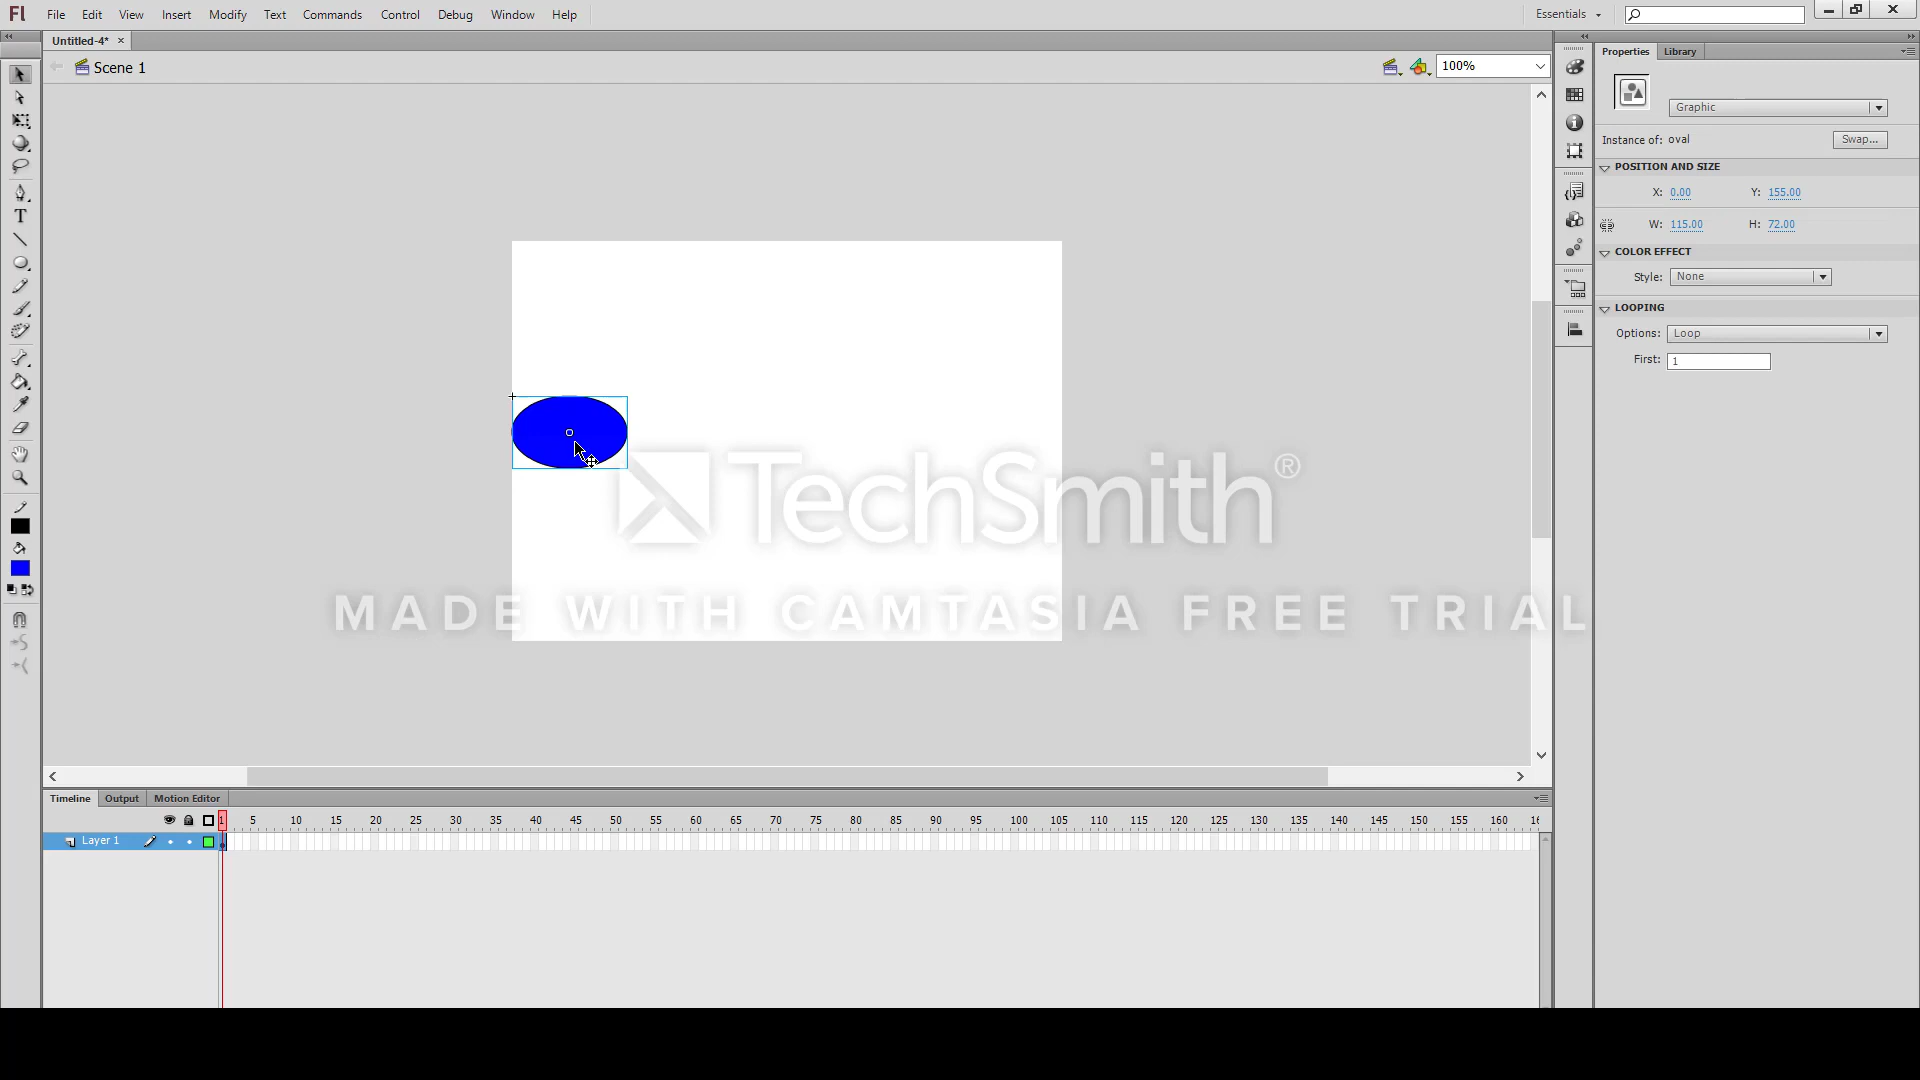 Fl File Edit View Insert Modify Text Commands Control Debug Window Help Essentials
Untitled-4*
Properties Library
Scene 1
100%
Graphic
Instance of: oval Swap...
POSITION AND SIZE
X: 0.00 Y: 155.00
W: 115.00 H: 72.00
COLOR EFFECT
Style: None
LOOPING
Options: Loop
First: 1
T
TechSmith®
MADE WITH CAMTASIA FREE TRIAL
Timeline Output Motion Editor
1 5 10 15 20 25 30 35 40 45 50 55 60 65 70 75 80 85 90 95 100 105 110 115 120 125 130 135 140 145 150 155 160
Layer 1